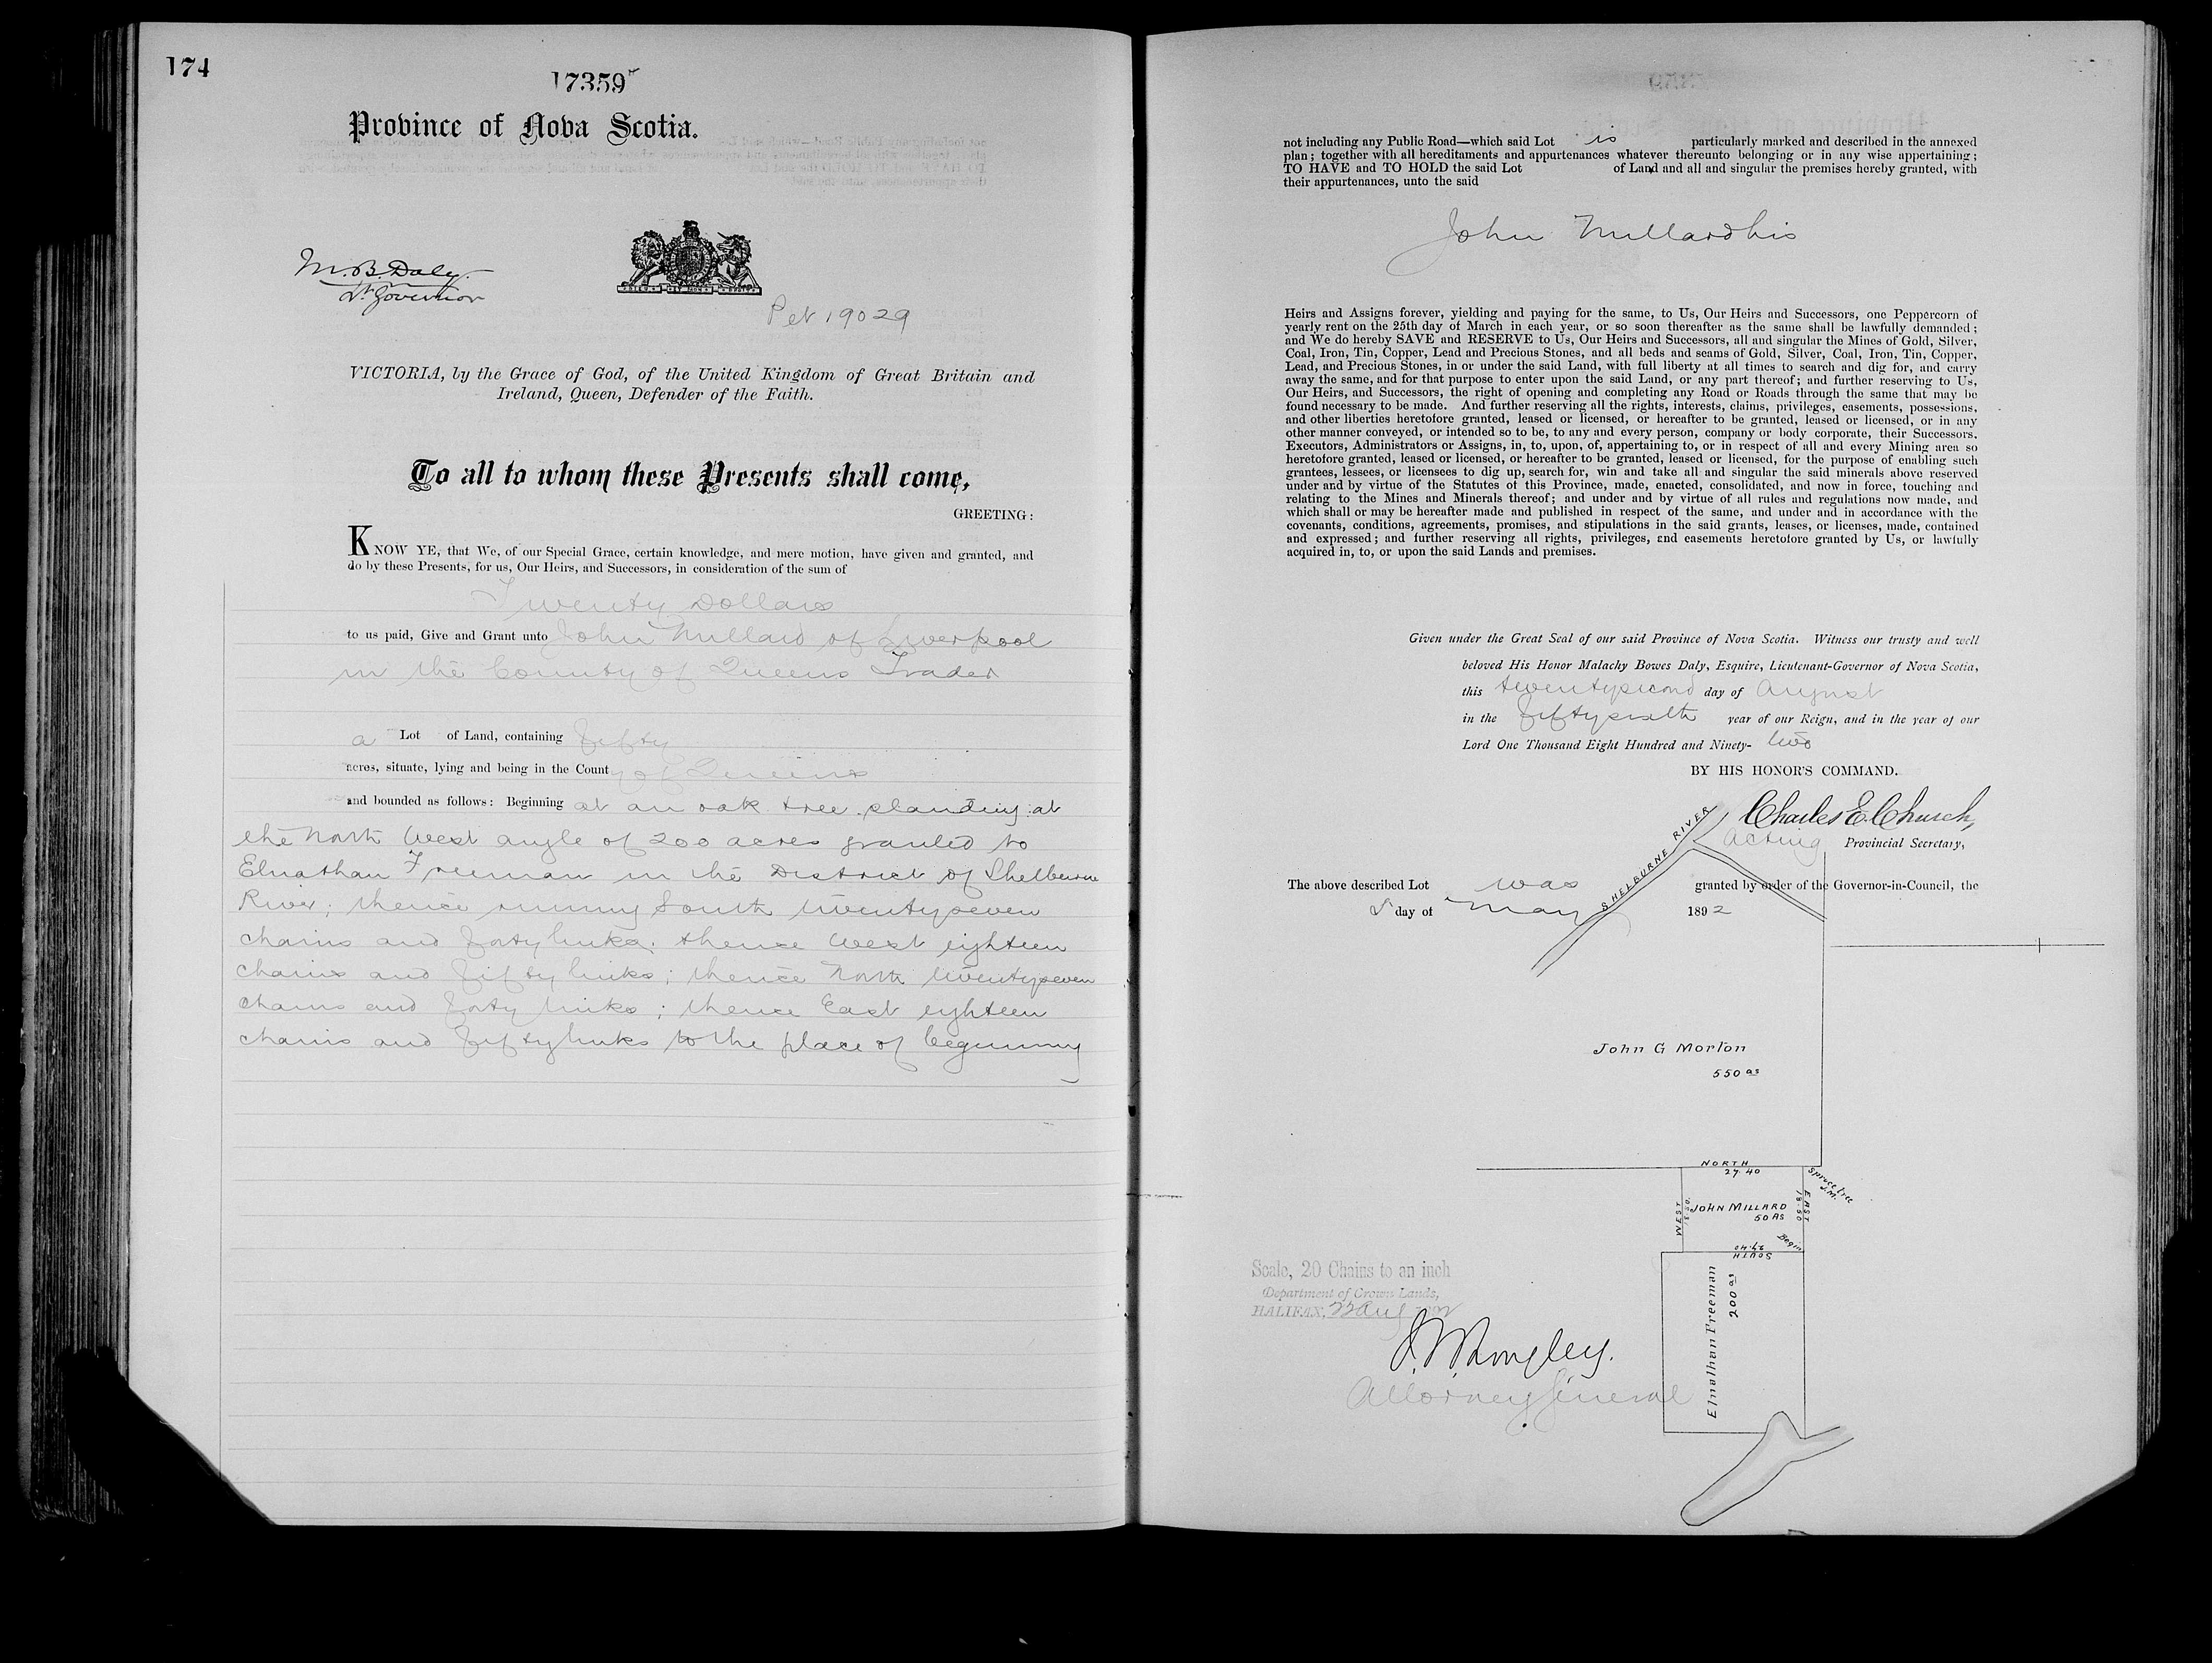 174
17359
Province of Nova Scotia.
M. B. Daly.
Lt Governor
DIEU ET MON DROIT
Pet 19029
VICTORIA, by the Grace of God, of the United Kingdom of Great Britain and
Ireland, Queen, Defender of the Faith.
To all to whom these Presents shall come,
GREETING:
KNOW YE, that We, of our Special Grace, certain knowledge, and mere motion, have given and granted, and
do by these Presents, for us, Our Heirs, and Successors, in consideration of the sum of
Twenty Dollars
to us paid, Give and Grant unto John Millard of Liverpool
in the County of Queens Trader
a Lot of Land, containing fifty
acres, situate, lying and being in the County of Queens
and bounded as follows: Beginning at an oak tree standing at
the North West angle of 200 acres granted to
Elnathan Freeman in the District of Shelburne
River; thence running South twentyseven
chains and forty links; thence West eighteen
chains and fifty links; thence North twentyseven
chains and forty links; thence East eighteen
chains and fifty links to the place of beginning
not including any Public Road—which said Lot is particularly marked and described in the annexed
plan; together with all hereditaments and appurtenances whatever thereunto belonging or in any wise appertaining;
TO HAVE and TO HOLD the said Lot of Land and all and singular the premises hereby granted, with
their appurtenances, unto the said
John Millard his
Heirs and Assigns forever, yielding and paying for the same, to Us, Our Heirs and Successors, one Peppercorn of
yearly rent on the 25th day of March in each year, or so soon thereafter as the same shall be lawfully demanded;
and We do hereby SAVE and RESERVE to Us, Our Heirs and Successors, all and singular the Mines of Gold, Silver,
Coal, Iron, Tin, Copper, Lead and Precious Stones, and all beds and seams of Gold, Silver, Coal, Iron, Tin, Copper,
Lead, and Precious Stones, in or under the said Land, with full liberty at all times to search and dig for, and carry
away the same, and for that purpose to enter upon the said Land, or any part thereof; and further reserving to Us,
Our Heirs, and Successors, the right of opening and completing any Road or Roads through the same that may be
found necessary to be made. And further reserving all the rights, interests, claims, privileges, easements, possessions,
and other liberties heretofore granted, leased or licensed, or hereafter to be granted, leased or licensed, or in any
other manner conveyed, or intended so to be, to any and every person, company or body corporate, their Successors,
Executors, Administrators or Assigns, in, to, upon, of, appertaining to, or in respect of all and every Mining area so
heretofore granted, leased or licensed, or hereafter to be granted, leased or licensed, for the purpose of enabling such
grantees, lessees, or licensees to dig up, search for, win and take all and singular the said minerals above reserved
under and by virtue of the Statutes of this Province, made, enacted, consolidated, and now in force, touching and
relating to the Mines and Minerals thereof; and under and by virtue of all rules and regulations now made, and
which shall or may be hereafter made and published in respect of the same, and under and in accordance with the
covenants, conditions, agreements, promises, and stipulations in the said grants, leases, or licenses, made, contained
and expressed; and further reserving all rights, privileges, and easements heretofore granted by Us, or lawfully
acquired in, to, or upon the said Lands and premises.
Given under the Great Seal of our said Province of Nova Scotia. Witness our trusty and well
beloved His Honor Malachy Bowes Daly, Esquire, Lieutenant-Governor of Nova Scotia,
this twentysecond day of August
in the fiftysixth year of our Reign, and in the year of our
Lord One Thousand Eight Hundred and Ninety- two
BY HIS HONOR'S COMMAND.
Charles E. Church,
Acting Provincial Secretary,
SHELBURNE RIVER
The above described Lot was granted by order of the Governor-in-Council, the
day of May 1892
John G Morton
550 as
NORTH
27.40
Spruce tree
J.M.
WEST
18.50
JOHN MILLARD
50 As
EAST
18.50
Begin
27.40
SOUTH
Elnathan Freeman
200 as
Scale, 20 Chains to an inch
Department of Crown Lands,
HALIFAX, 22 Aug 1892
J. W. Longley.
Attorney General